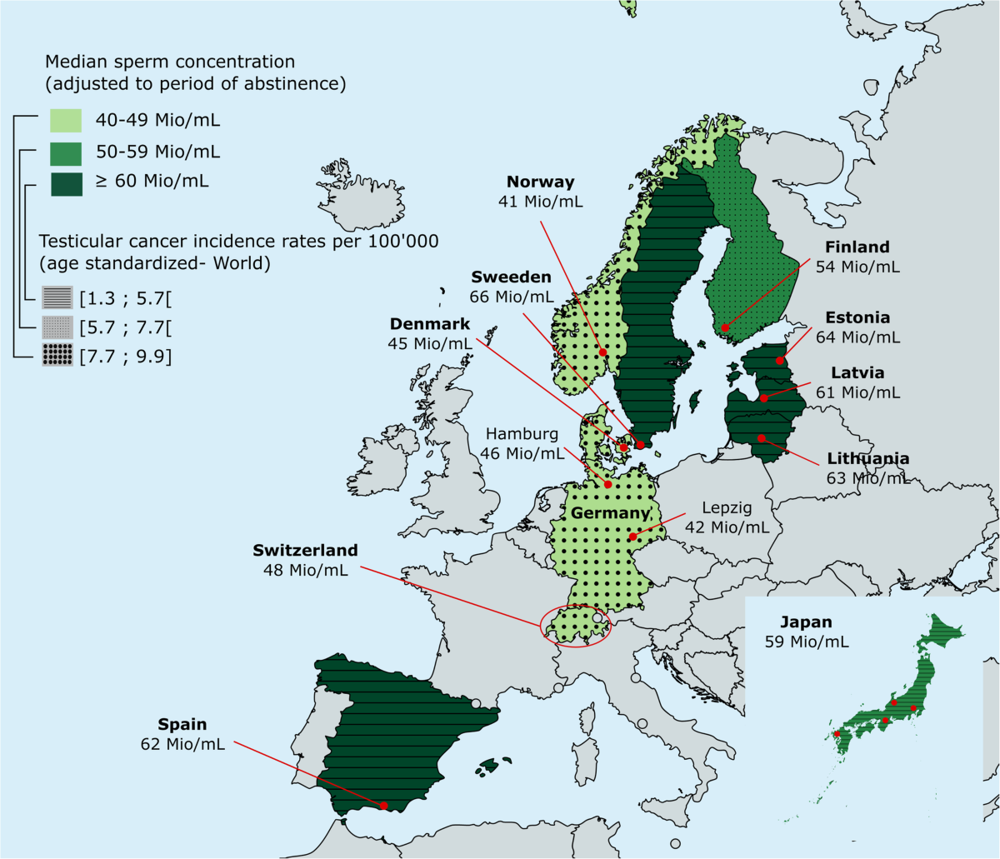 Median sperm concentration
(adjusted to period of abstinence)
40-49 Mio/mL
50-59 Mio/mL
≥ 60 Mio/mL
Testicular cancer incidence rates per 100'000
(age standardized- World)
[1.3 ; 5.7[
[5.7 ; 7.7[
[7.7 ; 9.9]
Norway
41 Mio/mL
Sweeden
66 Mio/mL
Denmark
45 Mio/mL
Hamburg
46 Mio/mL
Germany
Lepzig
42 Mio/mL
Switzerland
48 Mio/mL
Spain
62 Mio/mL
Finland
54 Mio/mL
Estonia
64 Mio/mL
Latvia
61 Mio/mL
Lithuania
63 Mio/mL
Japan
59 Mio/mL